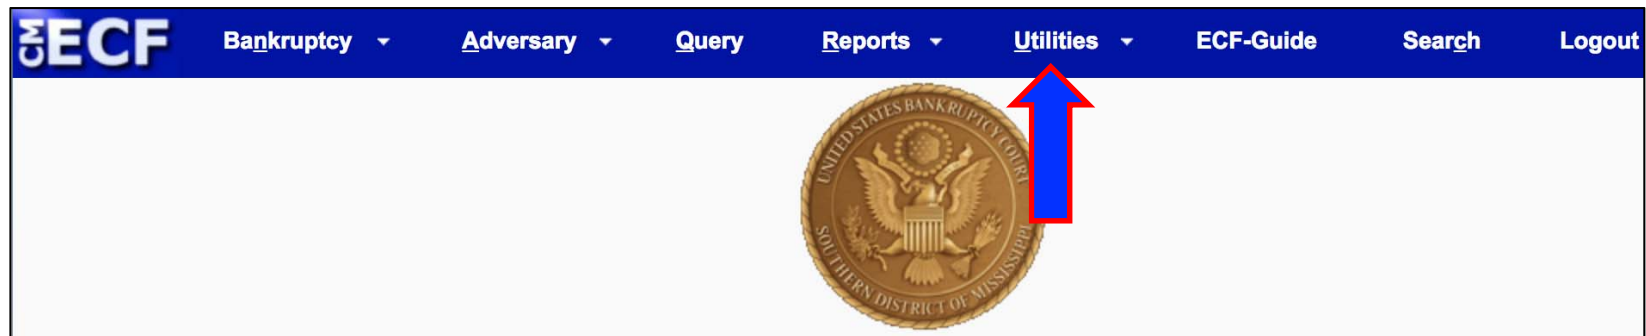 CM ECF Bankruptcy Adversary Query Reports Utilities ECF-Guide Search Logout
UNITED STATES BANKRUPTCY COURT
SOUTHERN DISTRICT OF MISSISSIPPI